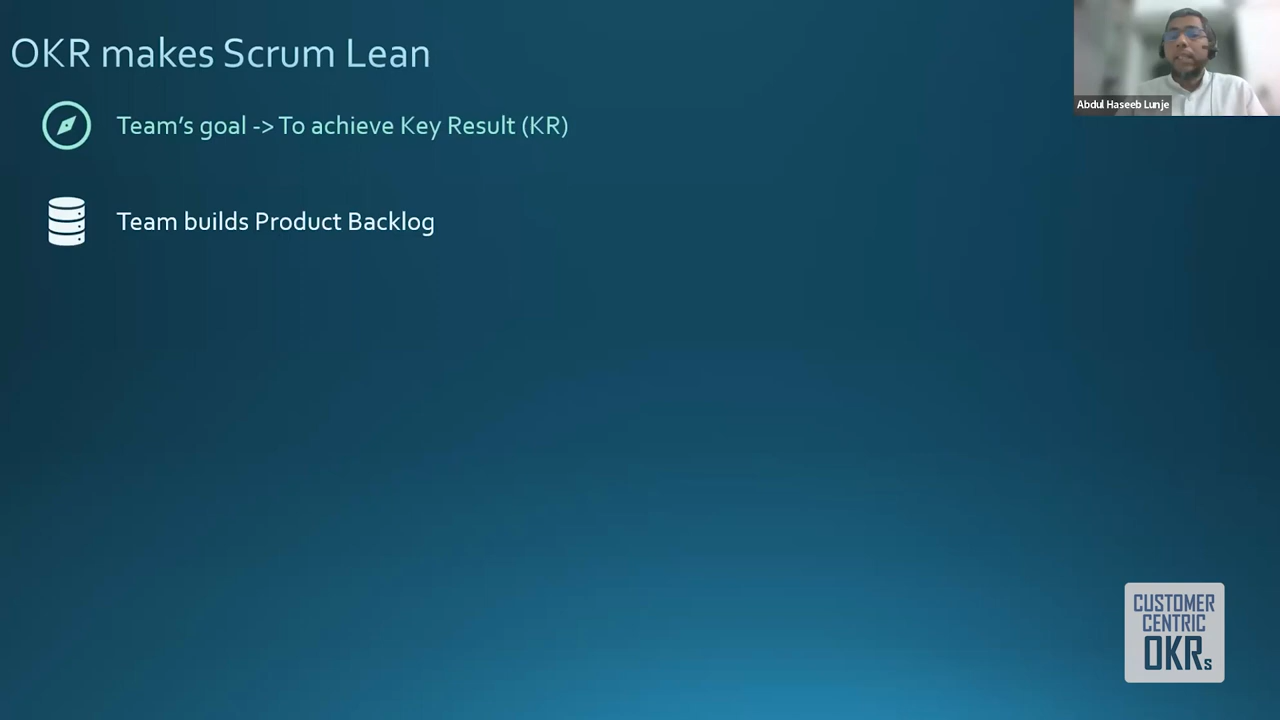 OKR makes Scrum Lean
Abdul Haseeb Lunje
Team's goal -> To achieve Key Result (KR)
Team builds Product Backlog
CUSTOMER
CENTRIC
OKRs